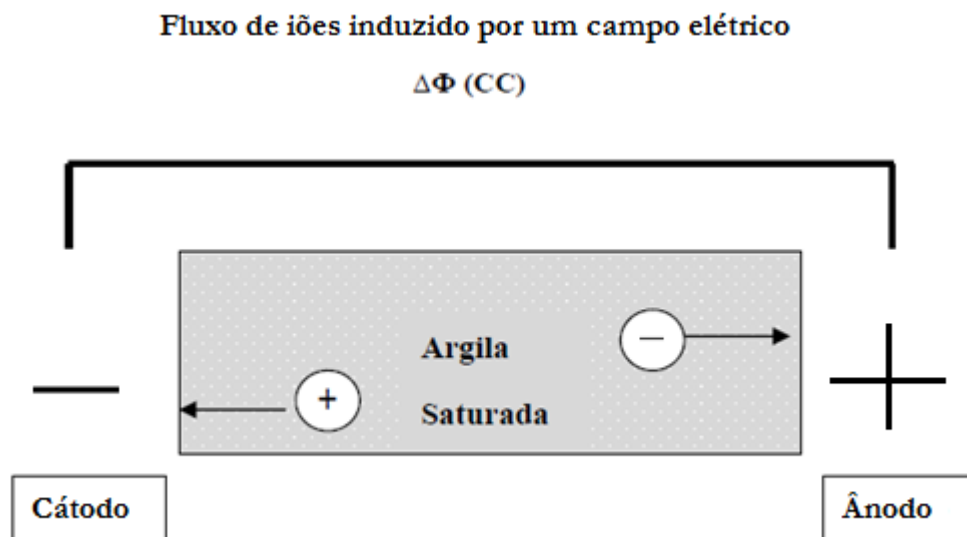 Fluxo de iões induzido por um campo elétrico
ΔΦ (CC)
−
Argila
+
Saturada
−
+
Cátodo
Ânodo